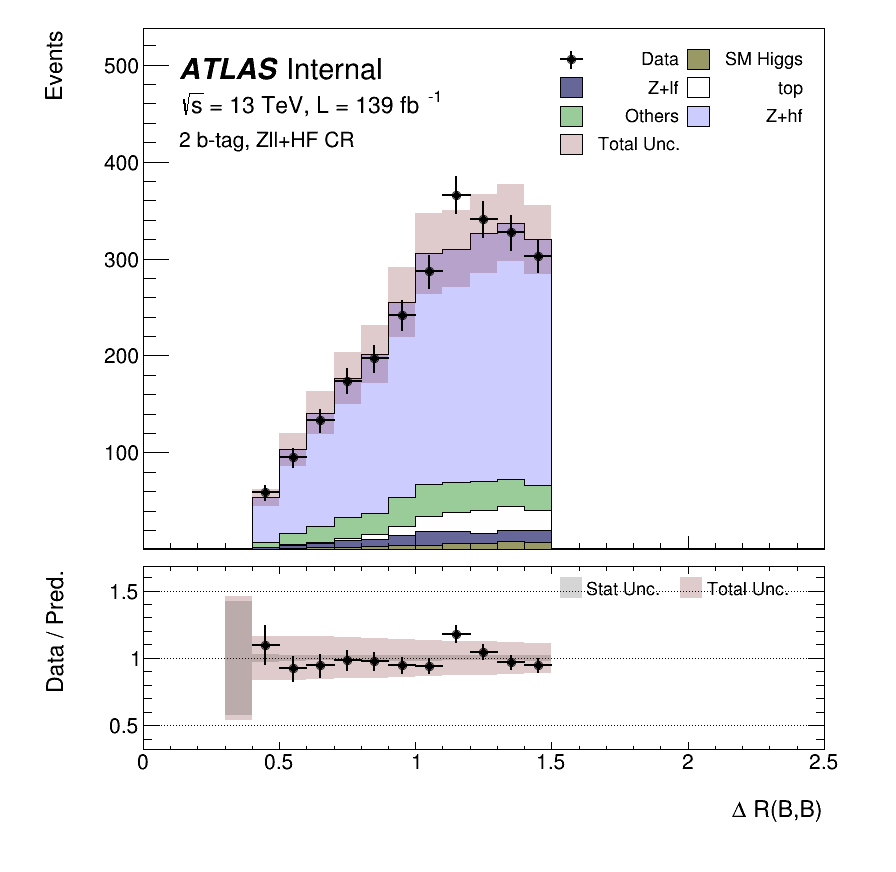 Events
500
400
300
200
100
ATLAS Internal
√s = 13 TeV, L = 139 fb -1
2 b-tag, Zll+HF CR
Data
SM Higgs
Z+lf
top
Others
Z+hf
Total Unc.
Data / Pred.
1.5
1
0.5
Stat Unc.
Total Unc.
0
0.5
1
1.5
2
2.5
Δ R(B,B)